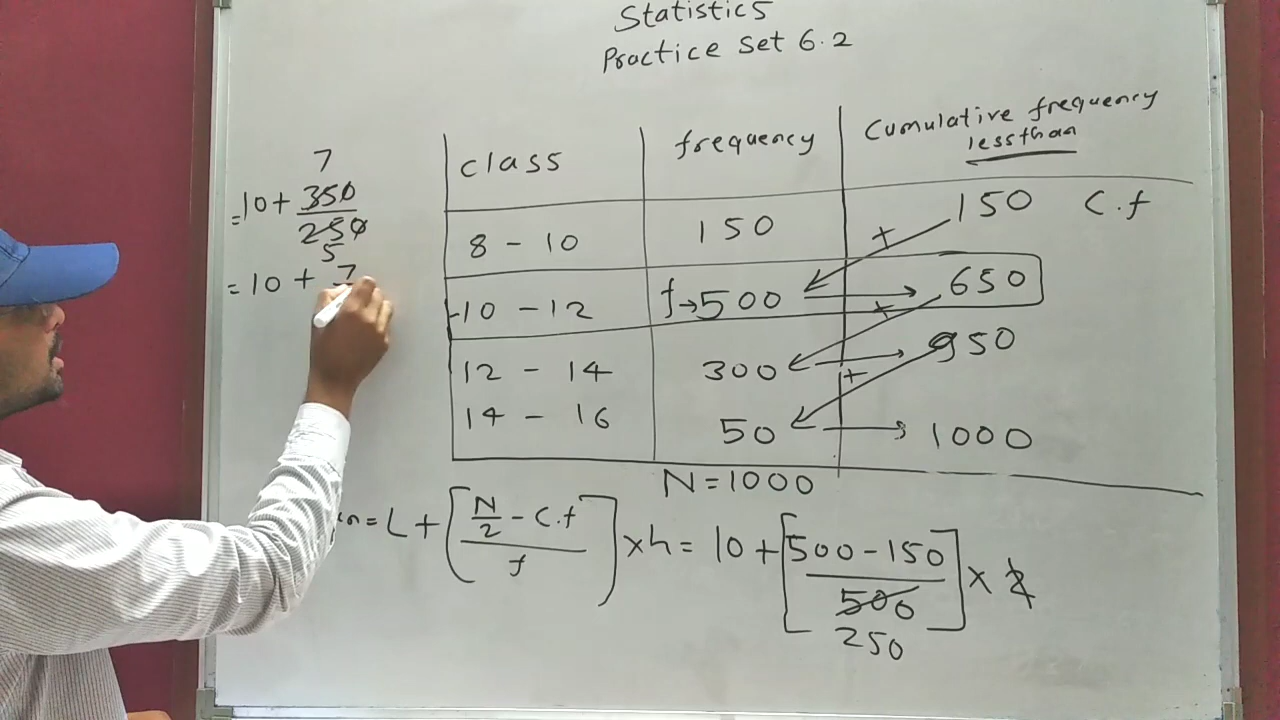 Statistics
Practice Set 6.2
class frequency Cumulative frequency
less than
8 - 10 150 150 C.f
10 - 12 f→500 650
12 - 14 300 950
14 - 16 50 1000
N = 1000
= L + [(N/2 - C.f)/f] × h = 10 + [(500 - 150)/500] × 2
250
7
= 10 + 350/250
5
= 10 + 7
+
+
+